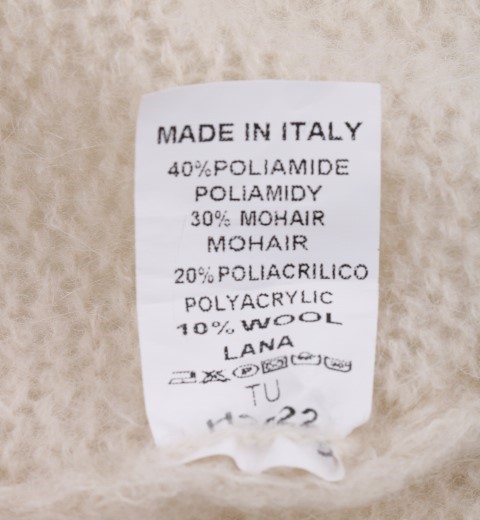 MADE IN ITALY
40%POLIAMIDE
POLIAMIDY
30% MOHAIR
MOHAIR
20%POLIACRILICO
POLYACRYLIC
10%WOOL
LANA
P
TU